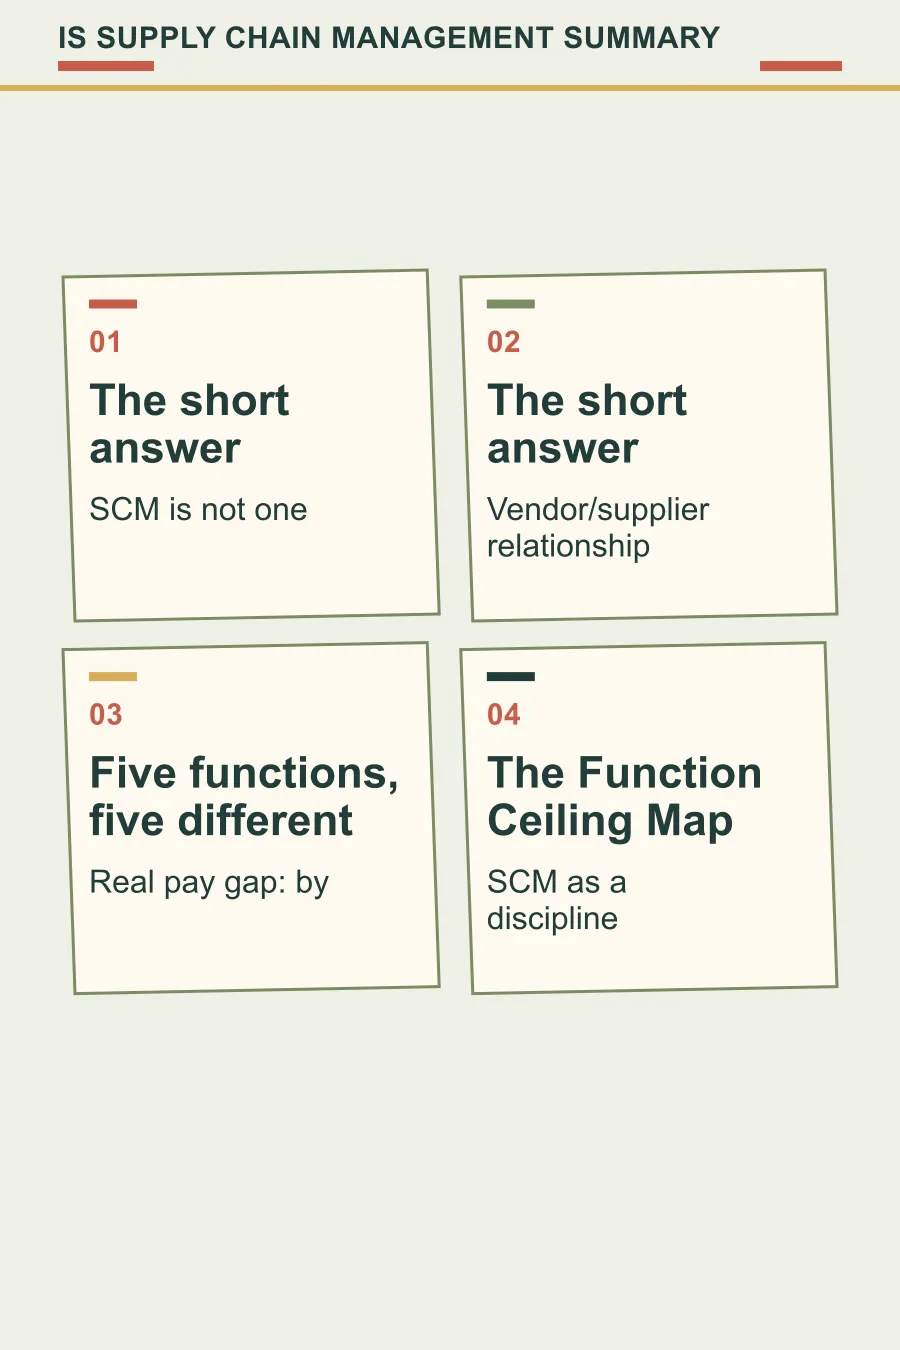 IS SUPPLY CHAIN MANAGEMENT SUMMARY
01
The short
answer
SCM is not one
02
The short
answer
Vendor/supplier
relationship
03
Five functions,
five different
Real pay gap: by
04
The Function
Ceiling Map
SCM as a
discipline